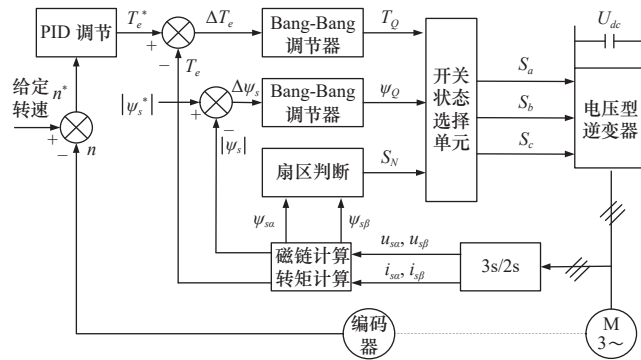 PID 调节
T_e^*
+
−
ΔT_e
Bang-Bang
调节器
T_Q
U_dc
T_e
给定
转速
n^*
+
−
n
|ψ_s^*|
+
−
|ψ_s|
Δψ_s
Bang-Bang
调节器
ψ_Q
开关
状态
选择
单元
S_a
S_b
S_c
电压型
逆变器
扇区判断
S_N
ψ_sα
ψ_sβ
磁链计算
转矩计算
u_sα, u_sβ
i_sα, i_sβ
3s/2s
编码
器
M
3～